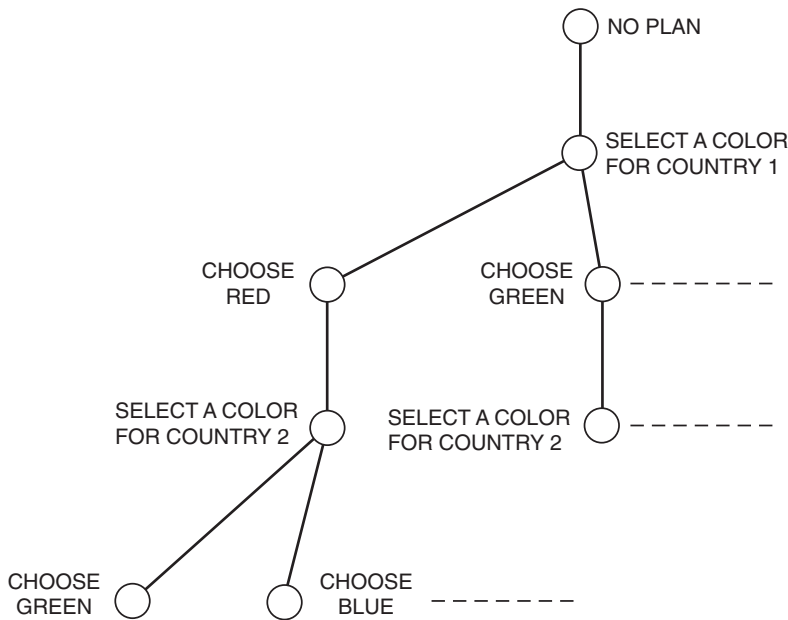 NO PLAN
SELECT A COLOR
FOR COUNTRY 1
CHOOSE
RED
CHOOSE
GREEN
SELECT A COLOR
FOR COUNTRY 2
SELECT A COLOR
FOR COUNTRY 2
CHOOSE
GREEN
CHOOSE
BLUE